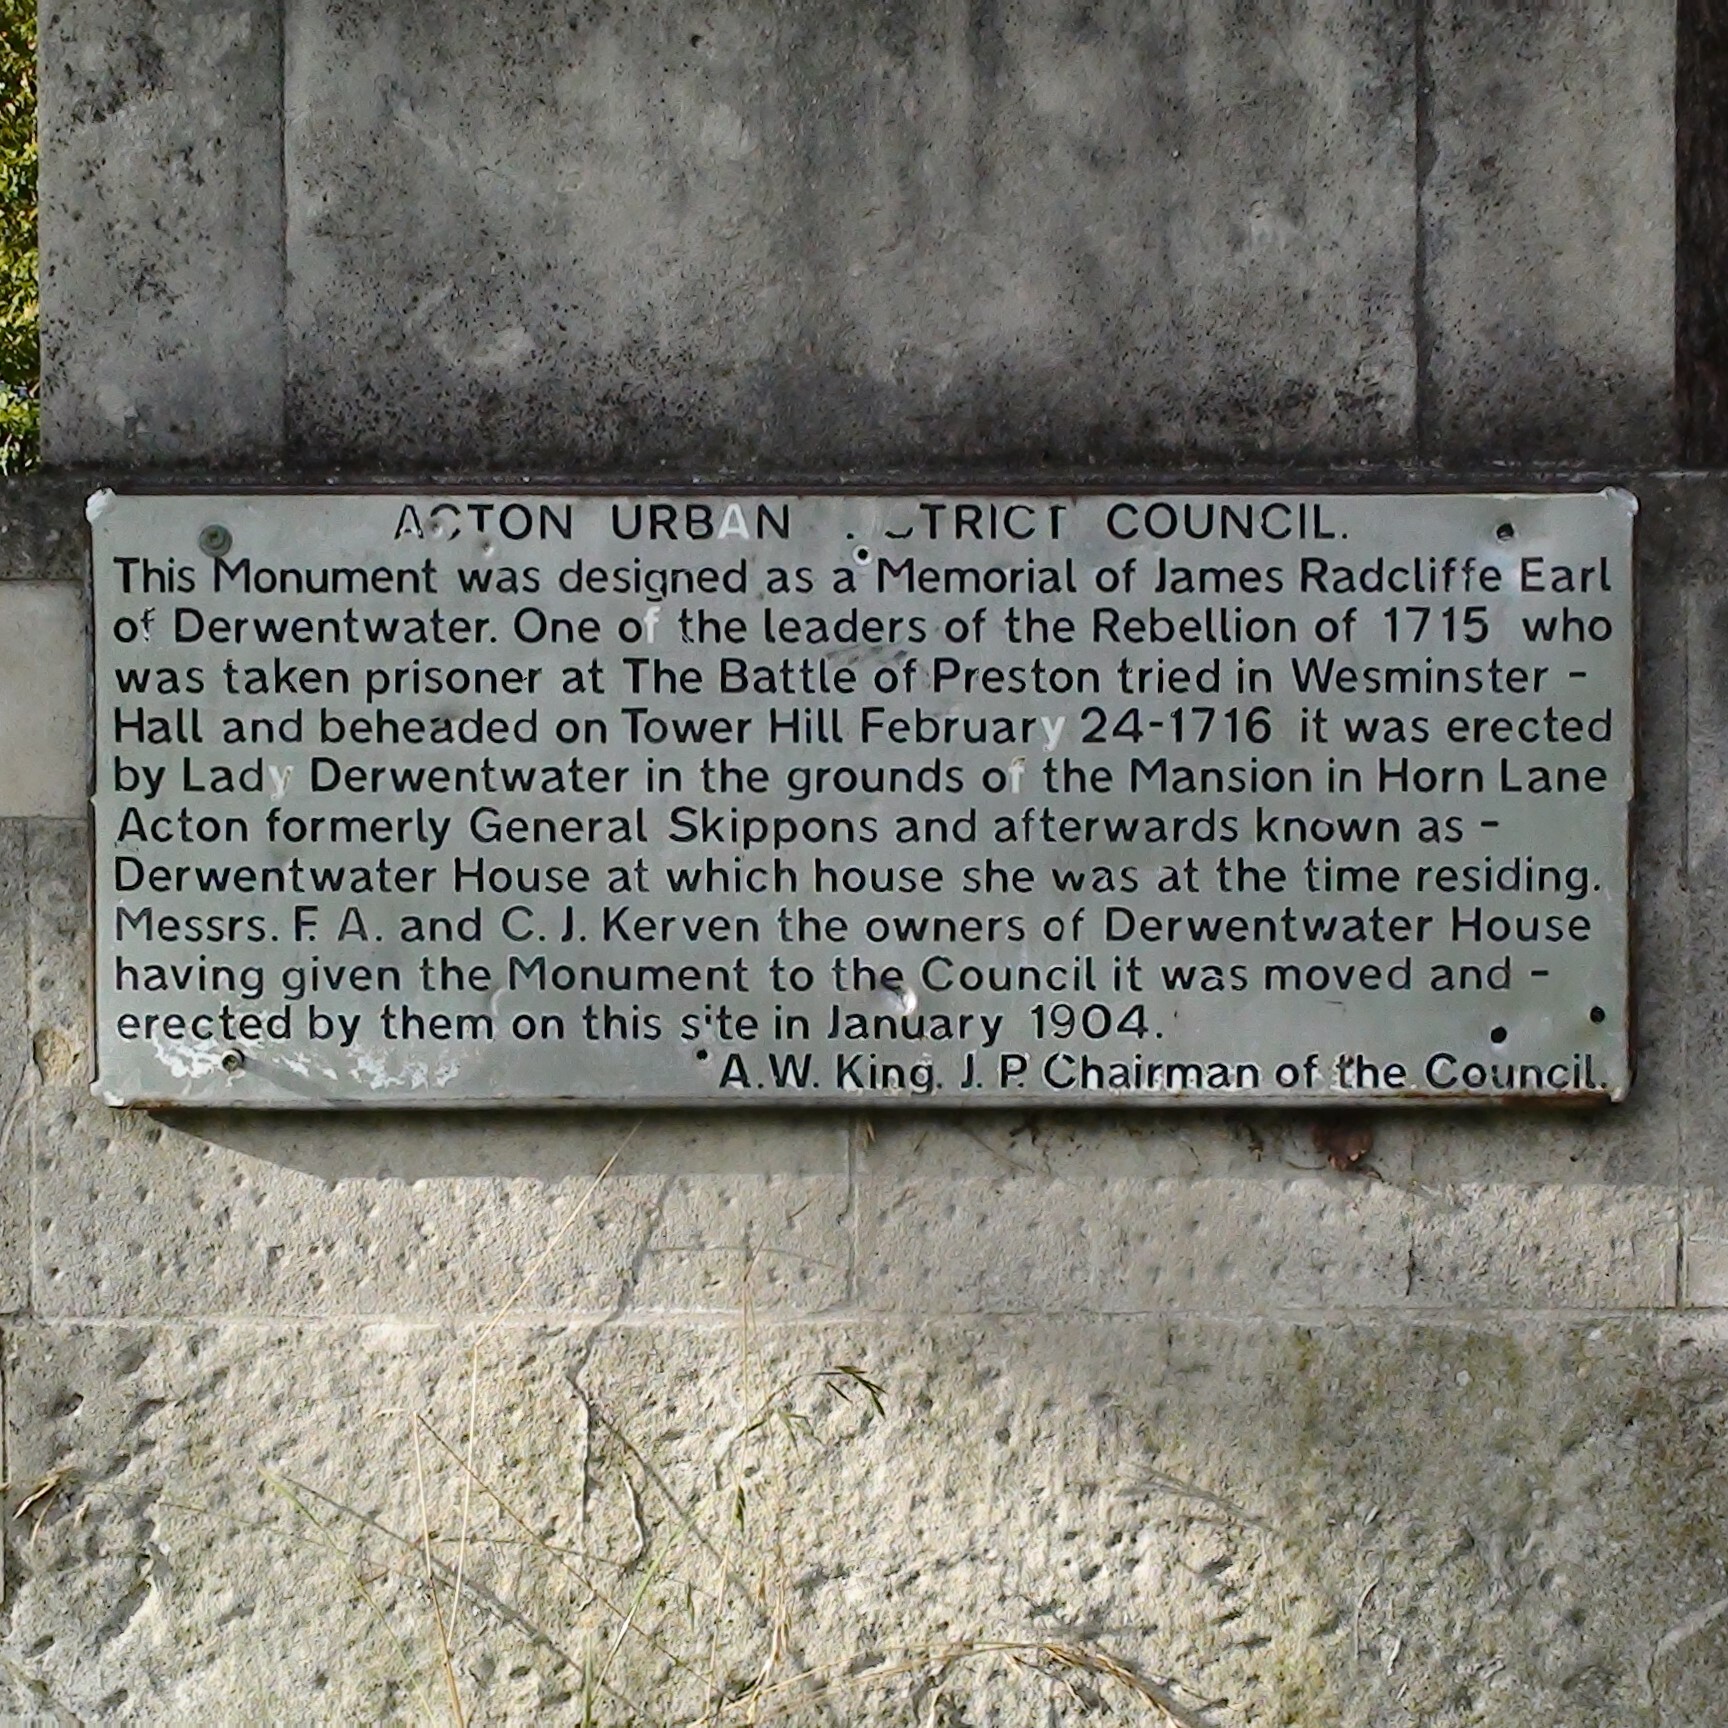 ACTON URBAN TRICT COUNCIL.
This Monument was designed as a Memorial of James Radcliffe Earl
of Derwentwater. One of the leaders of the Rebellion of 1715 who
was taken prisoner at The Battle of Preston tried in Wesminster -
Hall and beheaded on Tower Hill February 24-1716 it was erected
by Lady Derwentwater in the grounds of the Mansion in Horn Lane
Acton formerly General Skippons and afterwards known as -
Derwentwater House at which house she was at the time residing.
Messrs. F. A. and C. J. Kerven the owners of Derwentwater House
having given the Monument to the Council it was moved and -
erected by them on this site in January 1904.
A.W. King. J. P. Chairman of the Council.